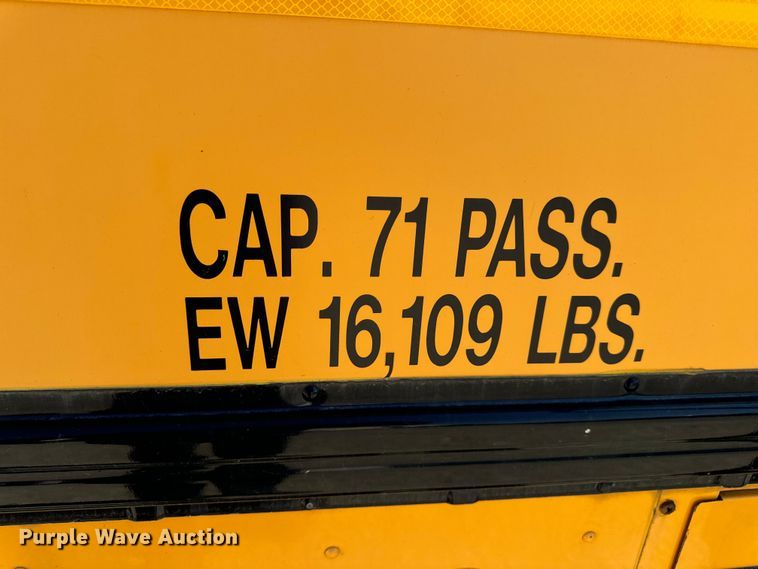 CAP. 71 PASS.
EW 16,109 LBS.
Purple Wave Auction